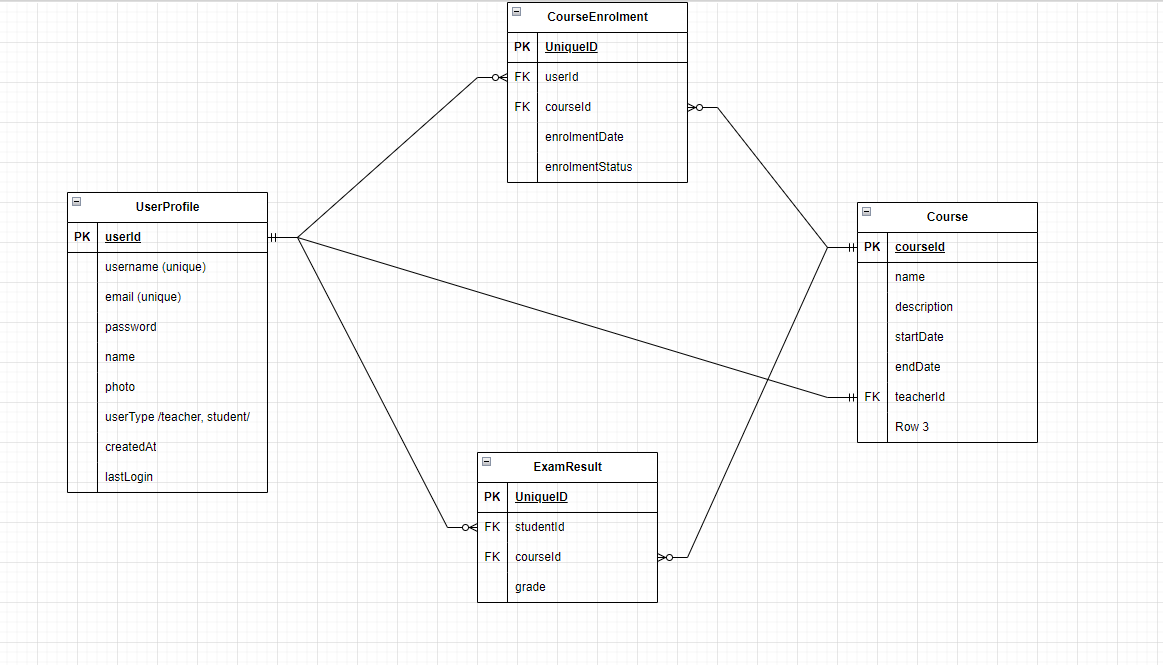 CourseEnrolment
PK UniqueID
FK userId
FK courseId
enrolmentDate
enrolmentStatus
UserProfile
PK userId
username (unique)
email (unique)
password
name
photo
userType /teacher, student/
createdAt
lastLogin
Course
PK courseId
name
description
startDate
endDate
FK teacherId
Row 3
ExamResult
PK UniqueID
FK studentId
FK courseId
grade